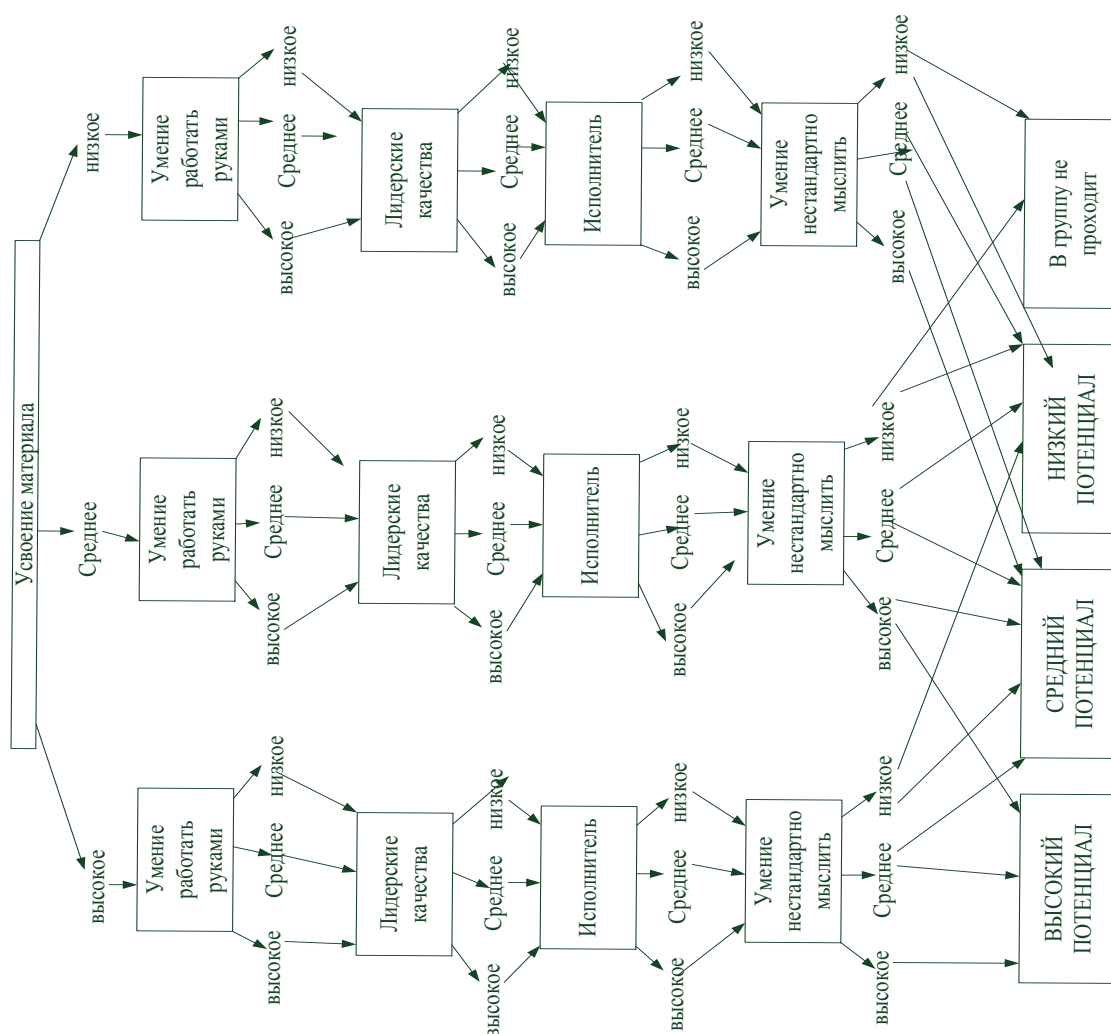 Усвоение материала
высокое
Среднее
низкое
Умение
работать
руками
Умение
работать
руками
Умение
работать
руками
высокое
Среднее
низкое
высокое
Среднее
низкое
высокое
Среднее
низкое
Лидерские
качества
Лидерские
качества
Лидерские
качества
высокое
Среднее
низкое
высокое
Среднее
низкое
высокое
Среднее
низкое
Исполнитель
Исполнитель
Исполнитель
высокое
Среднее
низкое
высокое
Среднее
низкое
высокое
Среднее
низкое
Умение
нестандартно
мыслить
Умение
нестандартно
мыслить
Умение
нестандартно
мыслить
высокое
Среднее
низкое
высокое
Среднее
низкое
высокое
Среднее
низкое
ВЫСОКИЙ
ПОТЕНЦИАЛ
СРЕДНИЙ
ПОТЕНЦИАЛ
НИЗКИЙ
ПОТЕНЦИАЛ
В группу не
проходит